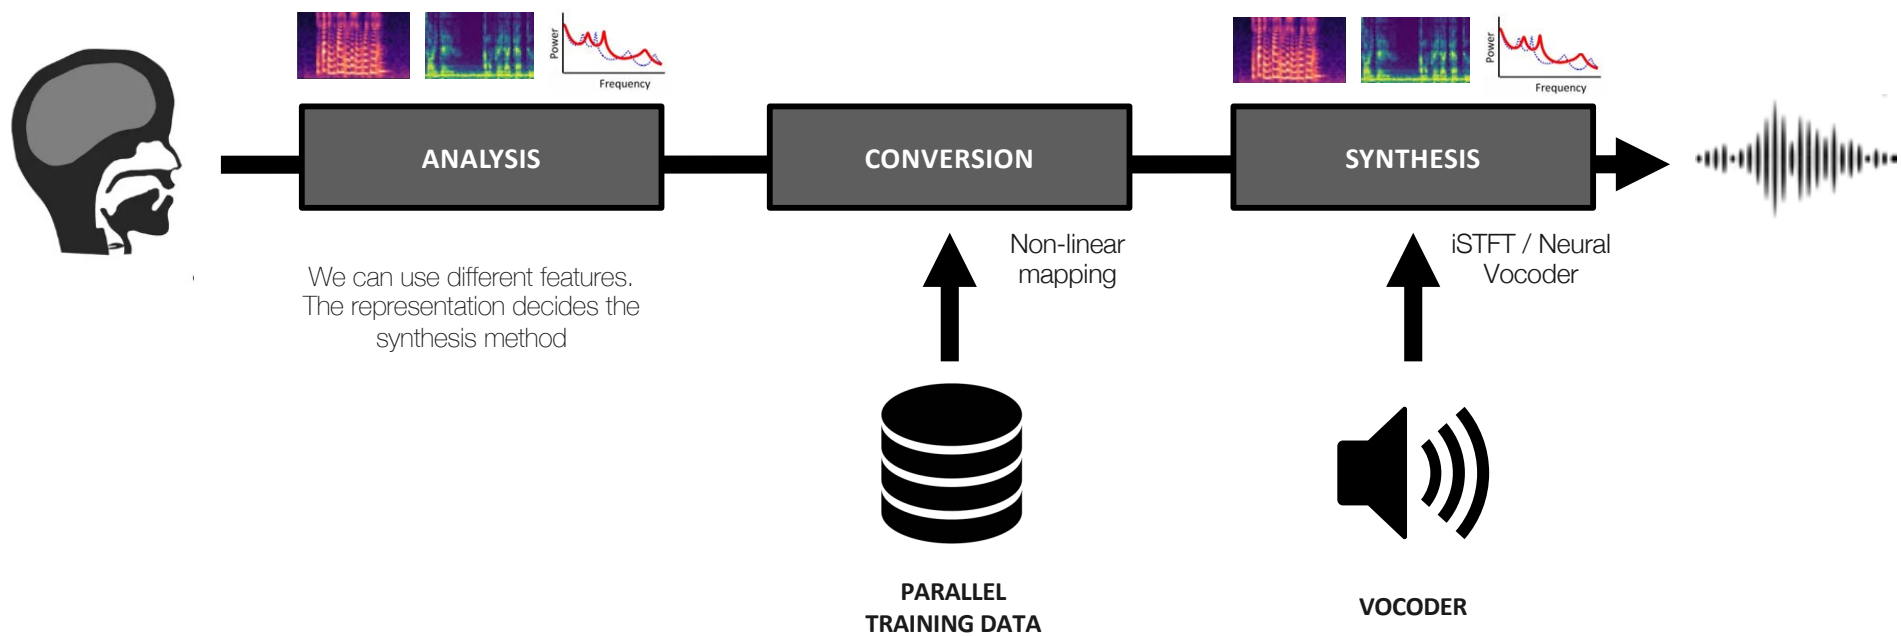 Power
Frequency
Power
Frequency
ANALYSIS
CONVERSION
SYNTHESIS
We can use different features.
The representation decides the
synthesis method
Non-linear
mapping
iSTFT / Neural
Vocoder
PARALLEL
TRAINING DATA
VOCODER